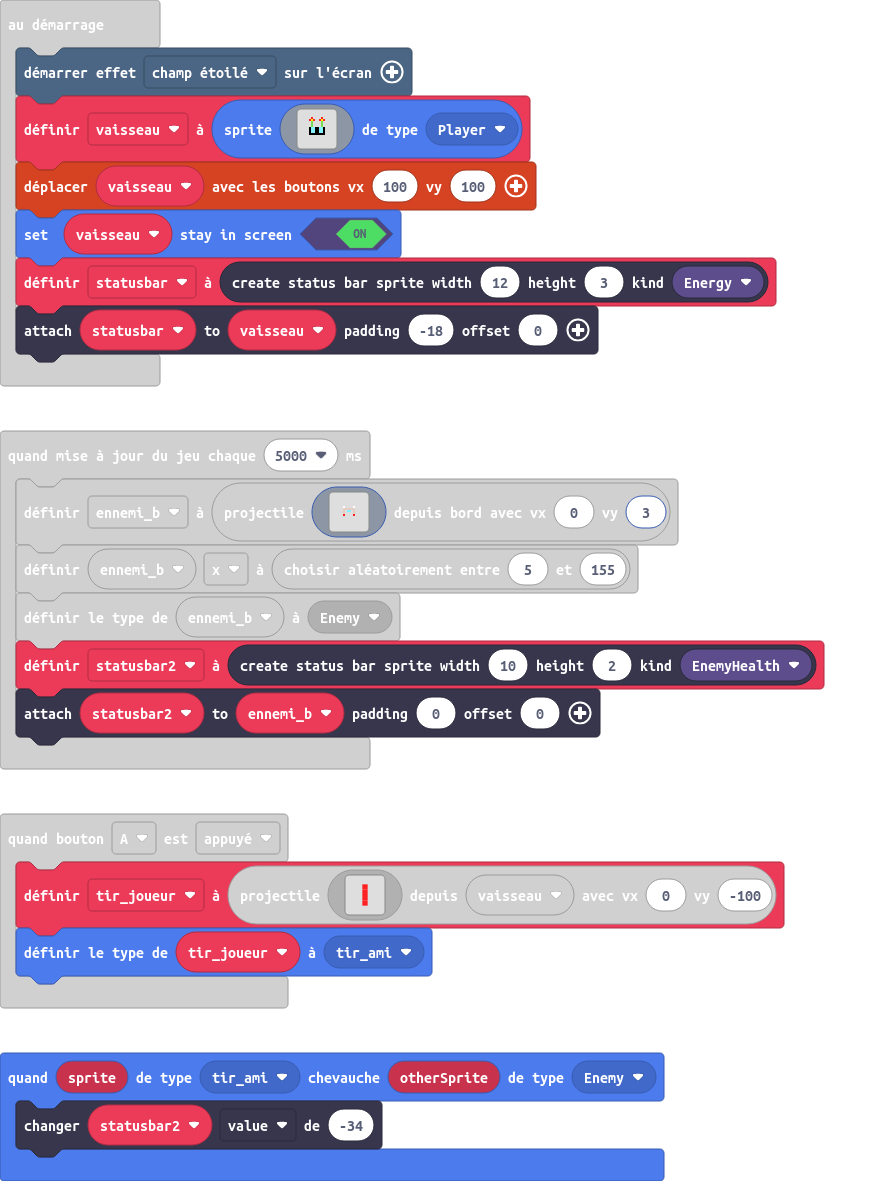 au démarrage
démarrer effet champ étoilé sur l'écran
définir vaisseau à sprite de type Player
déplacer vaisseau avec les boutons vx 100 vy 100
set vaisseau stay in screen ON
définir statusbar à create status bar sprite width 12 height 3 kind Energy
attach statusbar to vaisseau padding -18 offset 0
quand mise à jour du jeu chaque 5000 ms
définir ennemi_b à projectile depuis bord avec vx 0 vy 3
définir ennemi_b x à choisir aléatoirement entre 5 et 155
définir le type de ennemi_b à Enemy
définir statusbar2 à create status bar sprite width 10 height 2 kind EnemyHealth
attach statusbar2 to ennemi_b padding 0 offset 0
quand bouton A est appuyé
définir tir_joueur à projectile depuis vaisseau avec vx 0 vy -100
définir le type de tir_joueur à tir_ami
quand sprite de type tir_ami chevauche otherSprite de type Enemy
changer statusbar2 value de -34